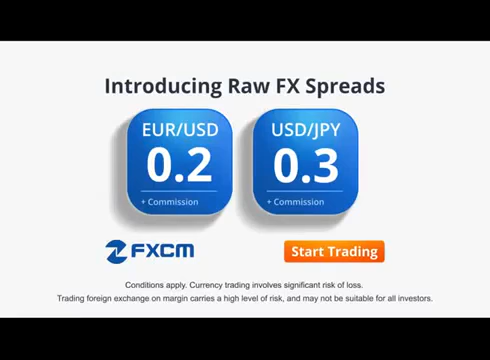 Introducing Raw FX Spreads
EUR/USD USD/JPY
0.2 0.3
+ Commission + Commission
FXCM Start Trading
Conditions apply. Currency trading involves significant risk of loss.
Trading foreign exchange on margin carries a high level of risk, and may not be suitable for all investors.